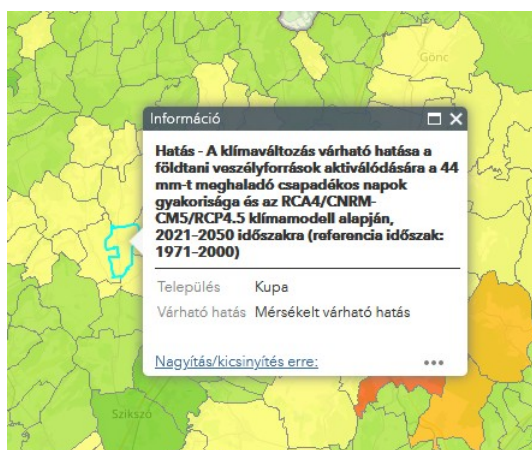 Gönc
Információ
Hatás - A klímaváltozás várható hatása a
földtani veszélyforrások aktiválódására a 44
mm-t meghaladó csapadékos napok
gyakorisága és az RCA4/CNRM-
CM5/RCP4.5 klímamodell alapján,
2021-2050 időszakra (referencia időszak:
1971-2000)
Település Kupa
Várható hatás Mérsékelt várható hatás
Nagyítás/kicsinyítés erre:
Szikszó